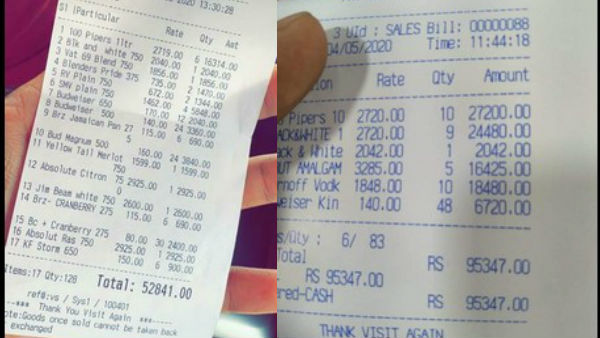 2020 13:30:28
Sl |Particular Rate Qty Amt
1 100 Pipers 1ltr 2719.00 6 16314.00
2 Blk and white 750 2040.00 1 2040.00
3 Vat 69 Blend 750 1856.00 1 1856.00
4 Blenders Pride 375 735.00 2 1470.00
5 RV Plain 750 672.00 2 1344.00
6 SMV plain 750 1462.00 4 5848.00
7 Budweiser 650 170.00 12 2040.00
8 Budweiser 500 140.00 24 3360.00
9 Brz Jamaican Psn 27 115.00 6 690.00
5
10 Bud Magnum 500 160.00 24 3840.00
11 Yellow Tail Merlot 1599.00 1 1599.00
750
12 Absolute Citron 75 2925.00 1 2925.00
0
13 Jim Beam white 750 2600.00 1 2600.00
14 Brz- CRANBERRY 275 115.00 6 690.00
15 Bc + Cranberry 275 80.00 30 2400.00
16 Absolut Ras 750 2925.00 1 2925.00
17 KF Storm 650 150.00 6 900.00
Items:17 Qty:128 Total: 52841.00
ref@:vs / Sys1 / 100401
---*** Thank You Visit Again ***-----
ote:Goods once sold cannot be taken back
exchanged
3 UId : SALES Bill: 00000088
04/05/2020 Time: 11:44:18
ion Rate Qty Amount
Pipers 10 2720.00 10 27200.00
ACK&WHITE 1 2720.00 9 24480.00
ck & White 2042.00 1 2042.00
UT AMALGAM 3285.00 5 16425.00
rnoff Vodk 1848.00 10 18480.00
eiser Kin 140.00 48 6720.00
s/Qty : 6/ 83
otal RS 95347.00
RS 95347.00
red-CASH RS 95347.00
THANK VISIT AGAIN